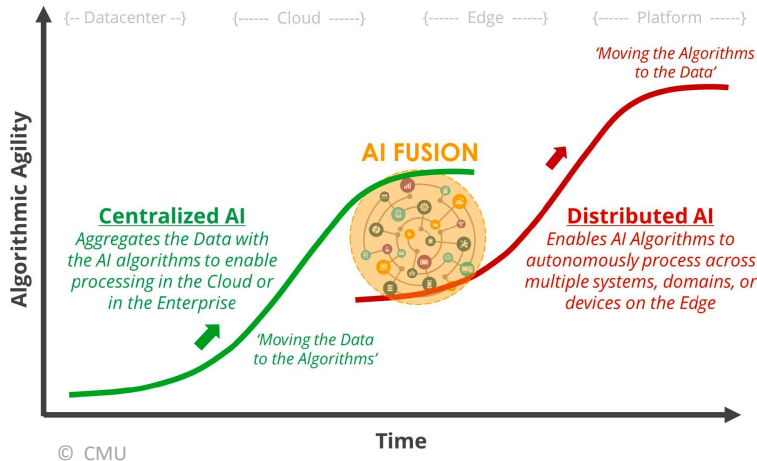 {-- Datacenter --}
{------ Cloud ------}
{------ Edge ------}
{------ Platform ------}
'Moving the Algorithms
to the Data'
AI FUSION
Centralized AI
Aggregates the Data with
the AI algorithms to enable
processing in the Cloud or
in the Enterprise
Distributed AI
Enables AI Algorithms to
autonomously process across
multiple systems, domains, or
devices on the Edge
'Moving the Data
to the Algorithms'
Algorithmic Agility
Time
© CMU